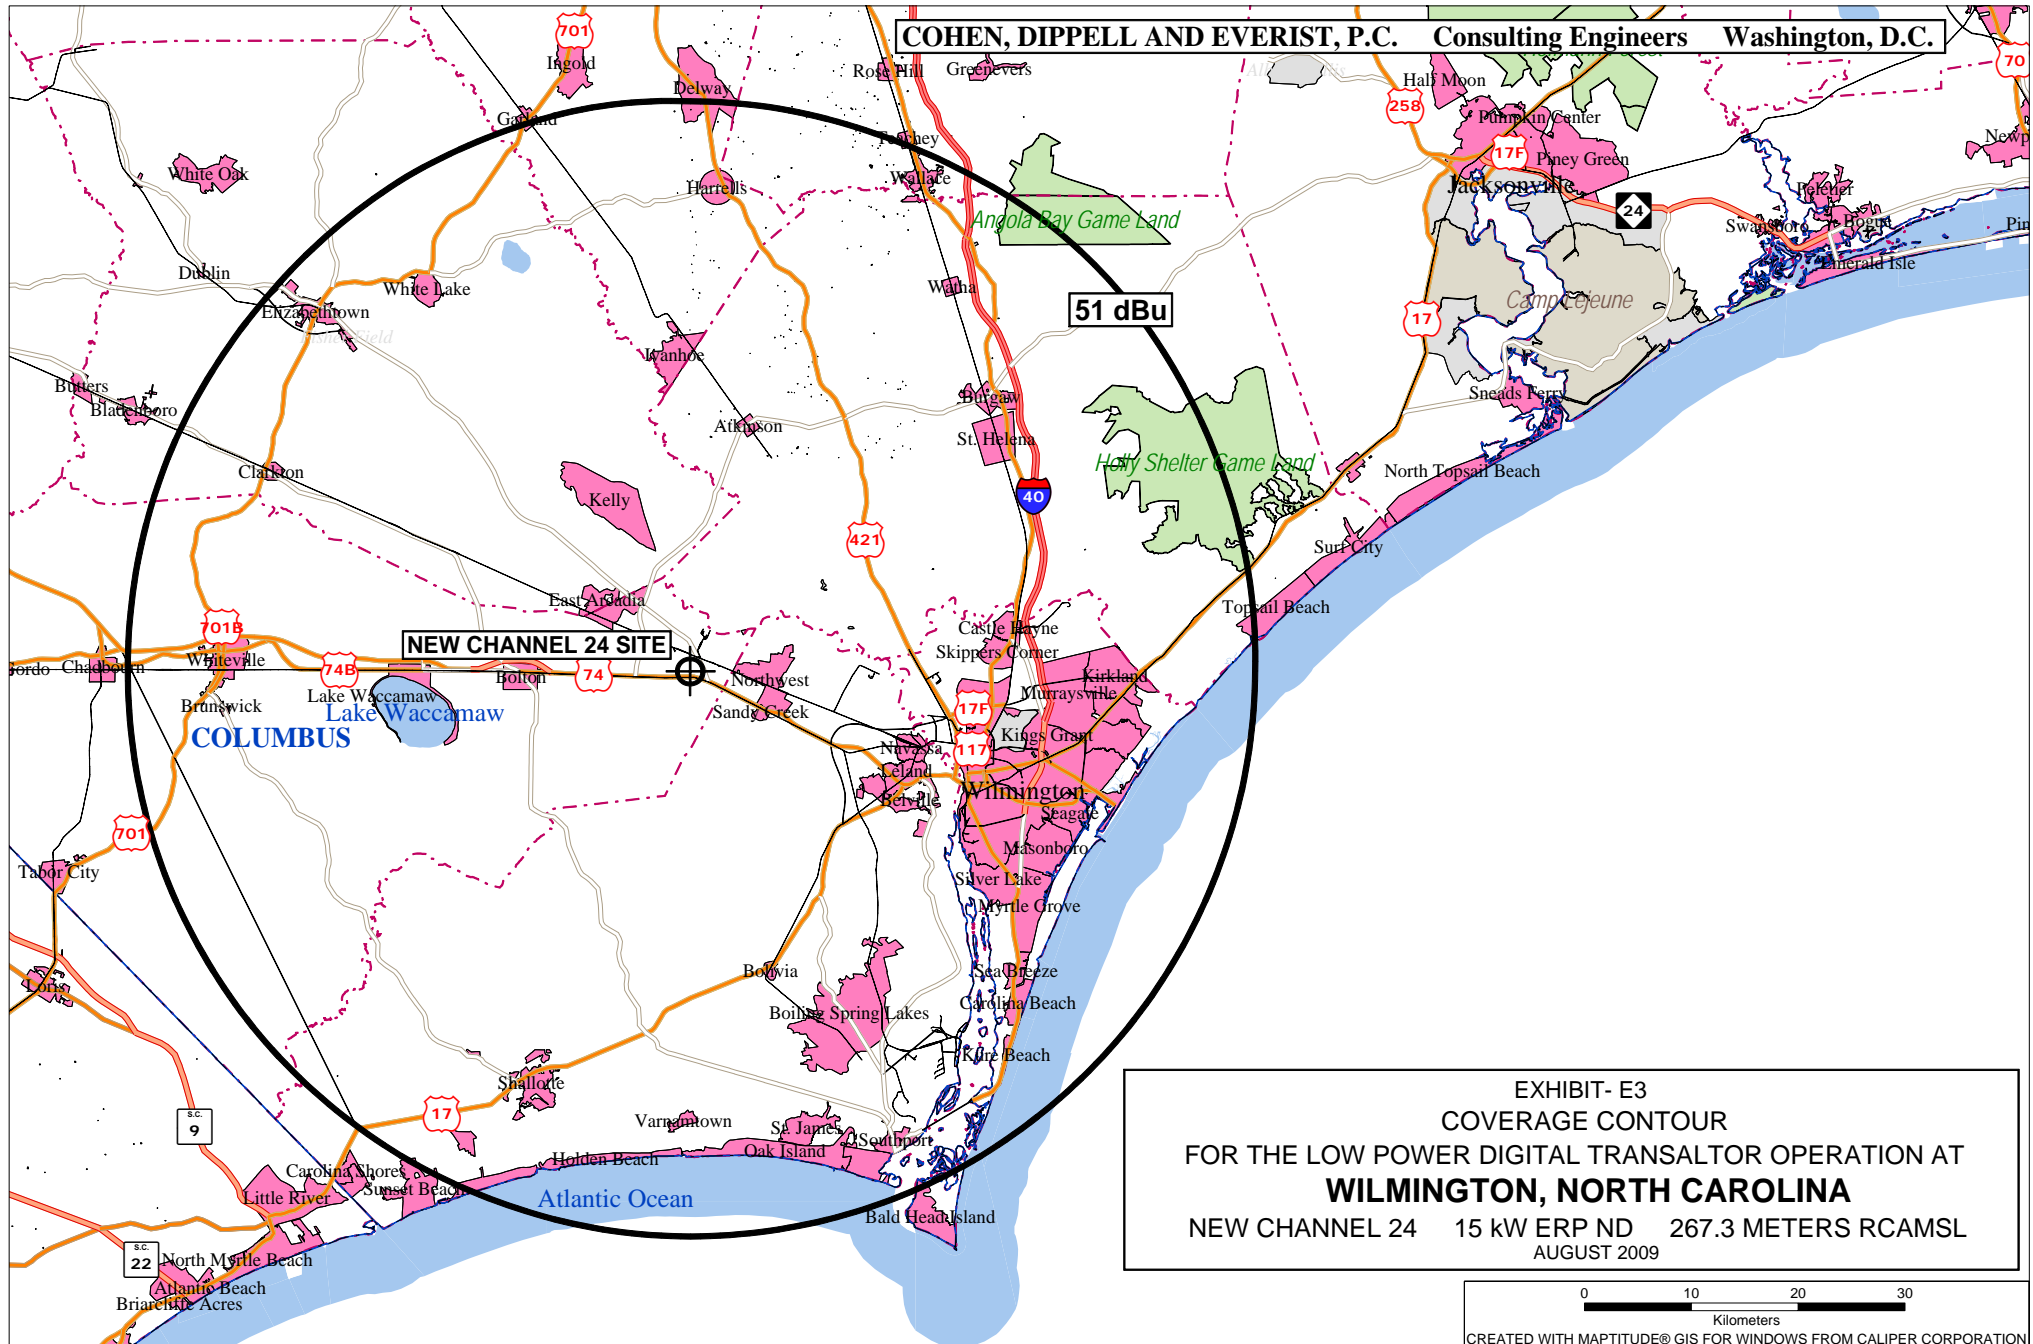 COHEN, DIPPELL AND EVERIST, P.C. Consulting Engineers Washington, D.C.
701
Ingold
Delway
Rose Hill
Greenevers
Half Moon
258
70
Garland
Teachey
Pumpkin Center
17F
Piney Green
Newp
White Oak
Harrells
Wallace
Jacksonville
Peletier
24
Angola Bay Game Land
Swansboro
Bogue
Pin
Emerald Isle
Dublin
White Lake
Watha
Camp Lejeune
Elizabethtown
51 dBu
17
Ivanhoe
Butters
Bladenboro
Burgaw
Sneads Ferry
Atkinson
St. Helena
Clarkton
Holly Shelter Game Land
North Topsail Beach
Kelly
40
421
Surf City
East Arcadia
Topsail Beach
701B
Castle Hayne
NEW CHANNEL 24 SITE
Skippers Corner
ordo
Chadbourn
Whiteville
74B
Bolton
74
Northwest
Kirkland
Murraysville
Lake Waccamaw
Brunswick
Lake Waccamaw
Sandy Creek
17F
COLUMBUS
Kings Grant
Navassa
117
Leland
Belville
Wilmington
Seagate
701
Masonboro
Tabor City
Silver Lake
Myrtle Grove
Bolivia
Sea Breeze
Loris
Carolina Beach
Boiling Spring Lakes
Kure Beach
Shallotte
17
Varnamtown
S.C.
9
St. James
Southport
Oak Island
Holden Beach
Carolina Shores
Sunset Beach
Little River
Atlantic Ocean
Bald Head Island
S.C.
22
North Myrtle Beach
Atlantic Beach
Briarcliffe Acres
EXHIBIT- E3
COVERAGE CONTOUR
FOR THE LOW POWER DIGITAL TRANSALTOR OPERATION AT
WILMINGTON, NORTH CAROLINA
NEW CHANNEL 24 15 kW ERP ND 267.3 METERS RCAMSL
AUGUST 2009
0 10 20 30
Kilometers
CREATED WITH MAPTITUDE® GIS FOR WINDOWS FROM CALIPER CORPORATION